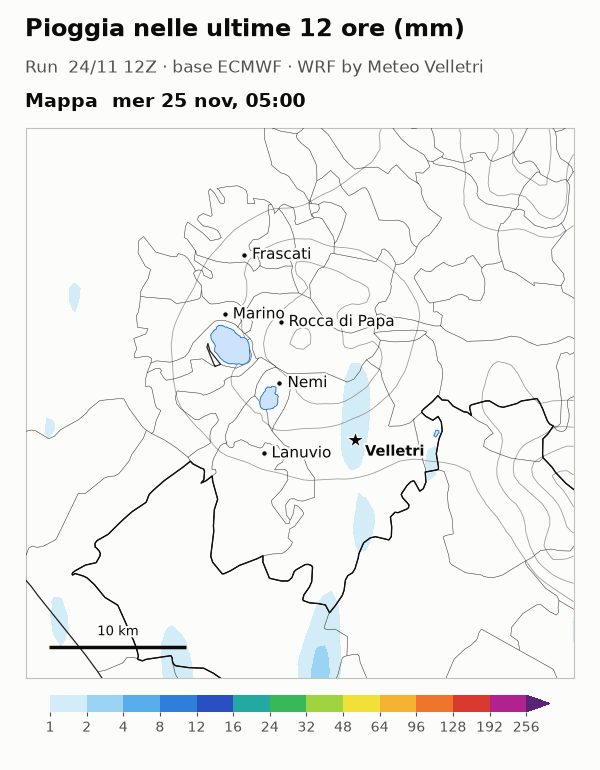 Pioggia nelle ultime 12 ore (mm)
Run  24/11 12Z · base ECMWF · WRF by Meteo Velletri
Mappa  mer 25 nov, 05:00
Frascati
Marino
Rocca di Papa
Nemi
Velletri
Lanuvio
10 km
1 2 4 8 12 16 24 32 48 64 96 128 192 256